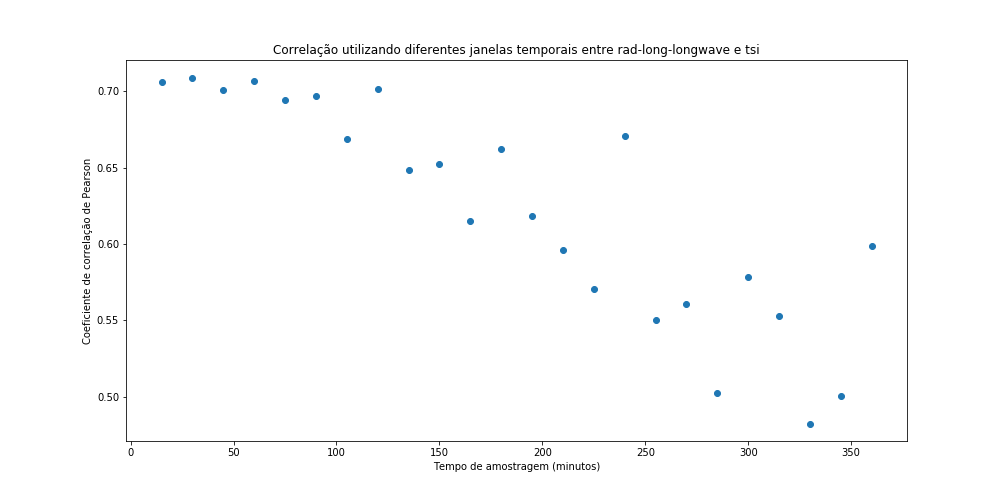 Correlação utilizando diferentes janelas temporais entre rad-long-longwave e tsi
Coeficiente de correlação de Pearson
0.70
0.65
0.60
0.55
0.50
0 50 100 150 200 250 300 350
Tempo de amostragem (minutos)